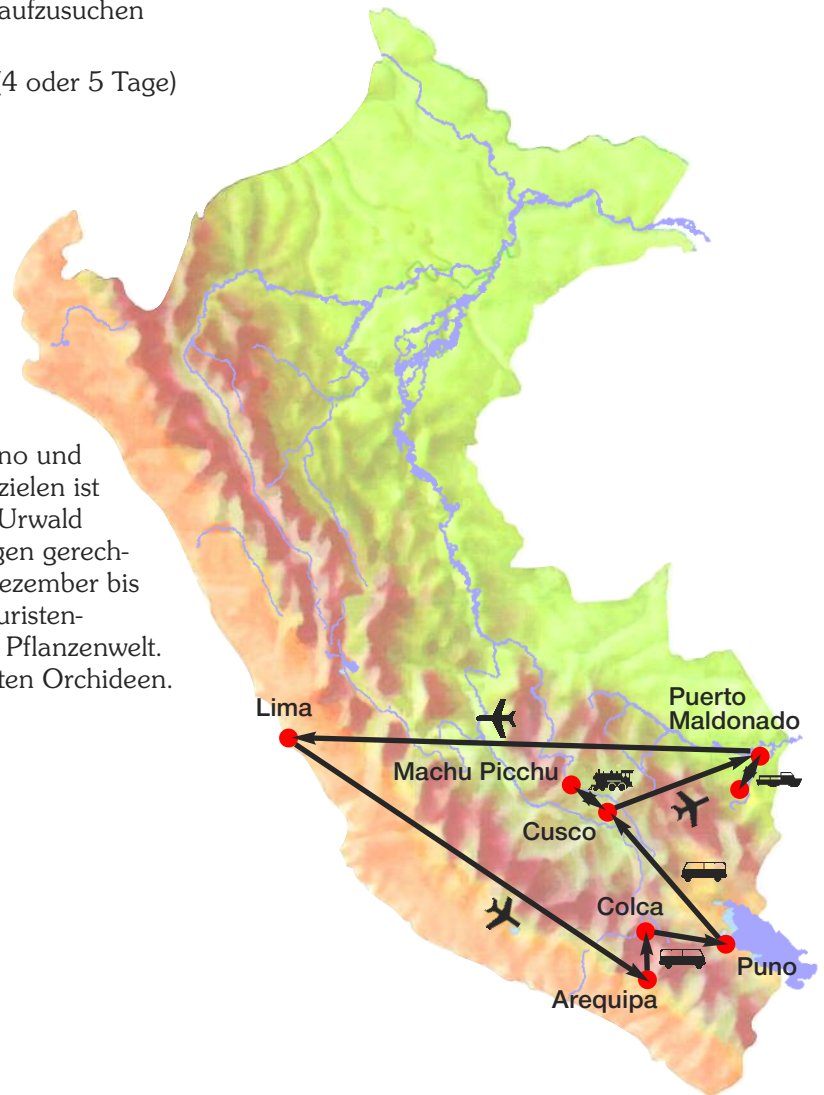 aufzusuchen
(4 oder 5 Tage)
no und
zielen ist
Urwald
gen gerech-
ezember bis
uristen-
Pflanzenwelt.
ten Orchideen.
Lima
Puerto
Maldonado
Machu Picchu
Cusco
Colca
Puno
Arequipa